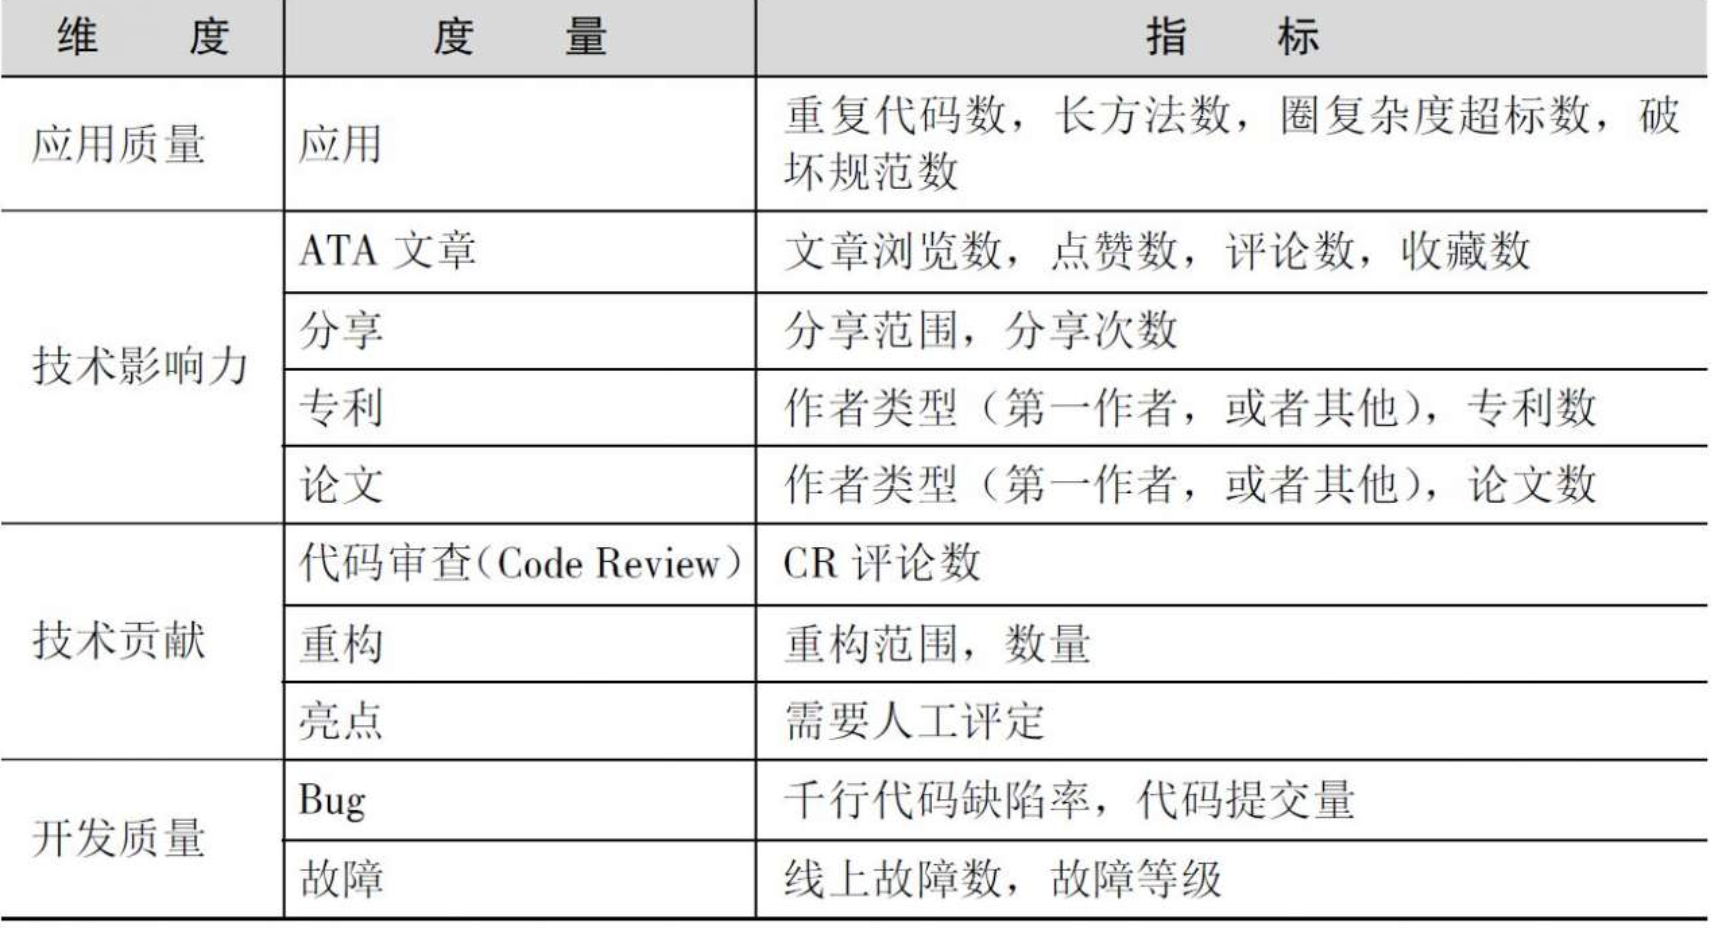 维 度 度 量 指 标
应用质量 应用 重复代码数，长方法数，圈复杂度超标数，破
坏规范数
技术影响力
ATA 文章 文章浏览数，点赞数，评论数，收藏数
分享 分享范围，分享次数
专利 作者类型（第一作者，或者其他），专利数
论文 作者类型（第一作者，或者其他），论文数
技术贡献
代码审查（Code Review） CR 评论数
重构 重构范围，数量
亮点 需要人工评定
开发质量
Bug 千行代码缺陷率，代码提交量
故障 线上故障数，故障等级